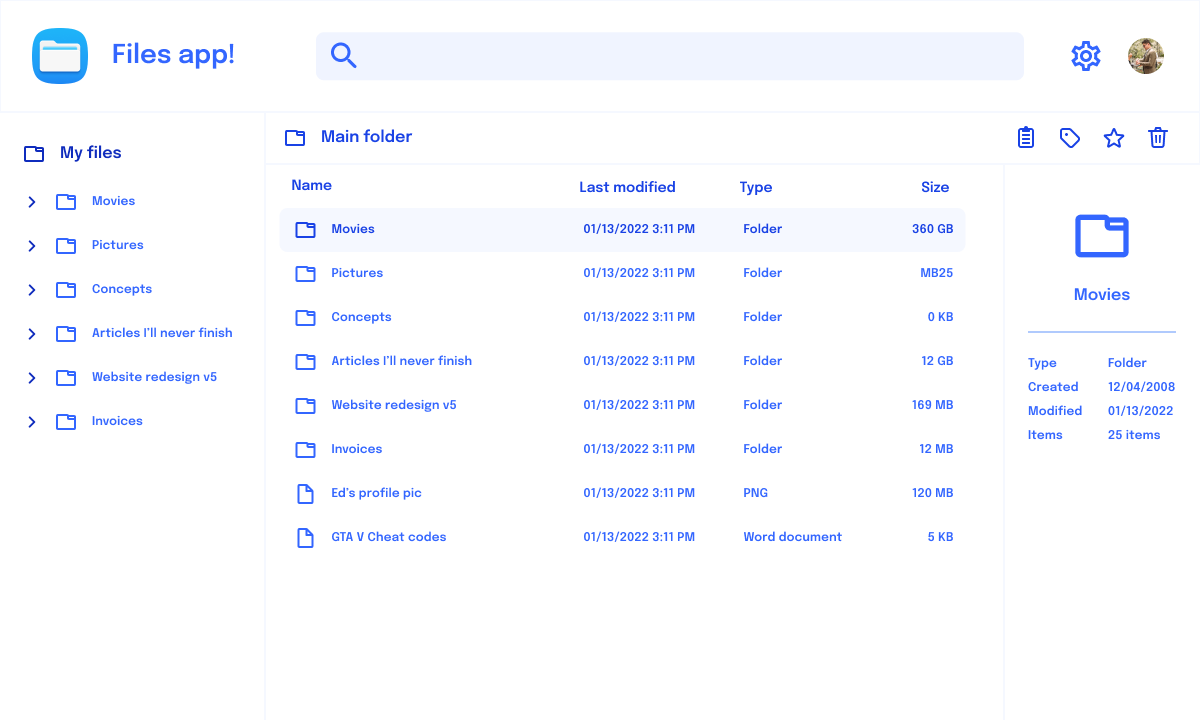 Files app!
My files
Movies
Pictures
Concepts
Articles I’ll never finish
Website redesign v5
Invoices
Main folder
Name Last modified Type Size
Movies 01/13/2022 3:11 PM Folder 360 GB
Pictures 01/13/2022 3:11 PM Folder MB25
Concepts 01/13/2022 3:11 PM Folder 0 KB
Articles I’ll never finish 01/13/2022 3:11 PM Folder 12 GB
Website redesign v5 01/13/2022 3:11 PM Folder 169 MB
Invoices 01/13/2022 3:11 PM Folder 12 MB
Ed’s profile pic 01/13/2022 3:11 PM PNG 120 MB
GTA V Cheat codes 01/13/2022 3:11 PM Word document 5 KB
Movies
Type Folder
Created 12/04/2008
Modified 01/13/2022
Items 25 items